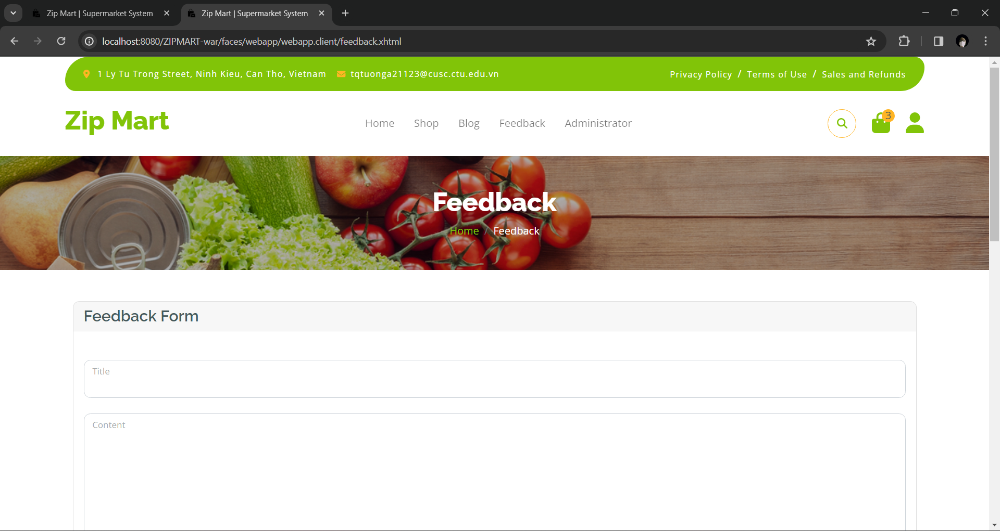 Zip Mart | Supermarket System
Zip Mart | Supermarket System
localhost:8080/ZIPMART-war/faces/webapp/webapp.client/feedback.xhtml
1 Ly Tu Trong Street, Ninh Kieu, Can Tho, Vietnam tqtuonga21123@cusc.ctu.edu.vn Privacy Policy / Terms of Use / Sales and Refunds
Zip Mart Home Shop Blog Feedback Administrator 3
Feedback
Home / Feedback
Feedback Form
Title
Content